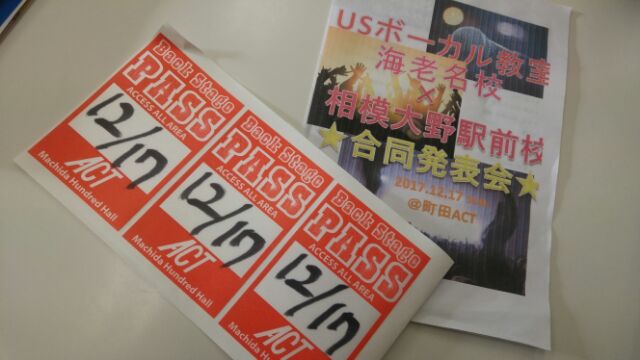 Back Stage
PASS
ACCESS ALL AREA
12/17
ACT
Machida Hundred Hall
Back Stage
PASS
ACCESS ALL AREA
12/17
ACT
Machida Hundred Hall
Back Stage
PASS
ACCESS ALL AREA
12/17
ACT
Machida Hundred Hall
USボーカル教室
海老名校
×
相模大野駅前校
★合同発表会★
2017.12.17 sun.
@町田ACT